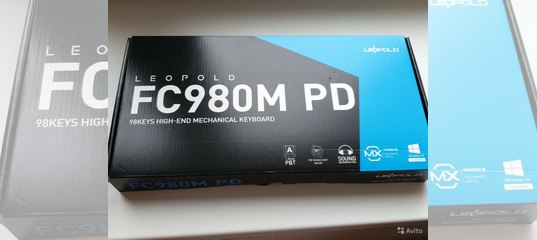 LEOPOLD
LEOPOLD
FC980M PD
98KEYS HIGH-END MECHANICAL KEYBOARD
A
PBT
SOUND
MX
FC980M PD
LEOPOLD
Avito